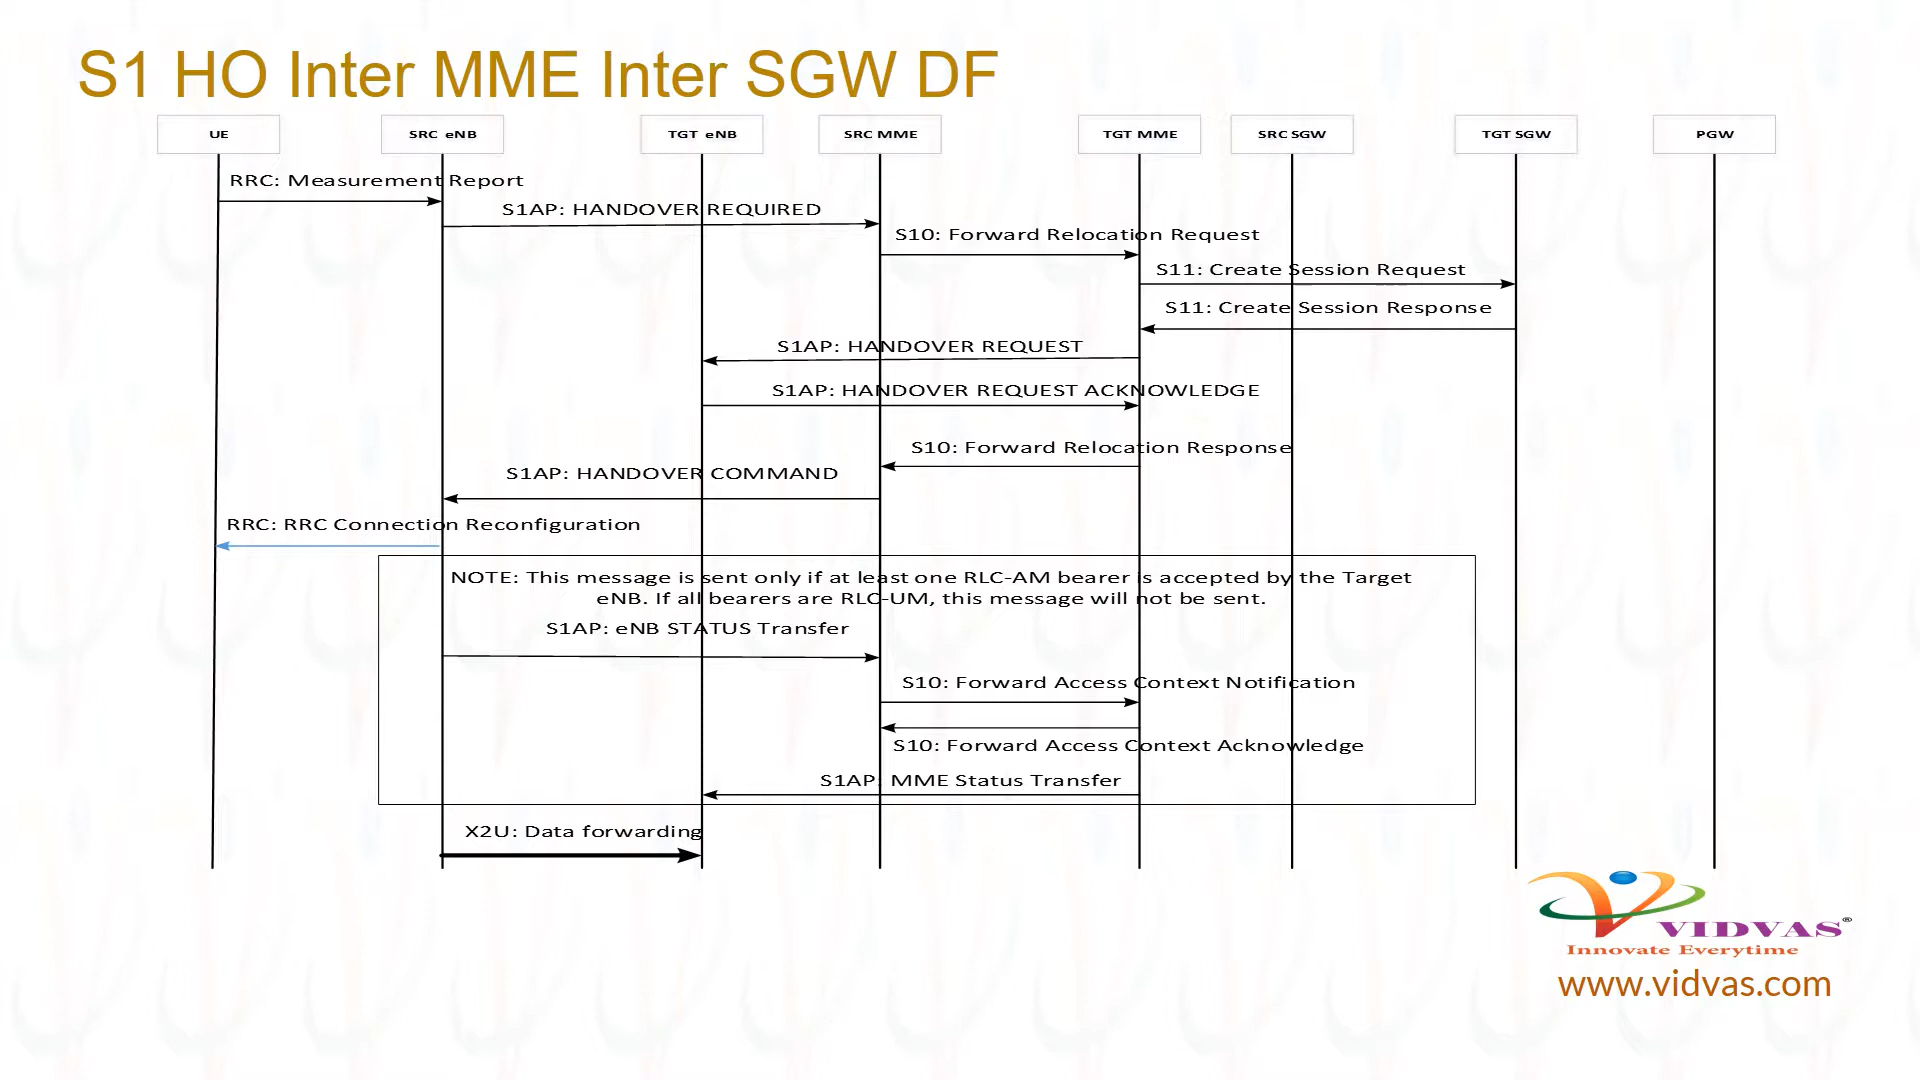 S1 HO Inter MME Inter SGW DF
UE
SRC eNB
TGT eNB
SRC MME
TGT MME
SRC SGW
TGT SGW
PGW
RRC: Measurement Report
S1AP: HANDOVER REQUIRED
S10: Forward Relocation Request
S11: Create Session Request
S11: Create Session Response
S1AP: HANDOVER REQUEST
S1AP: HANDOVER REQUEST ACKNOWLEDGE
S10: Forward Relocation Response
S1AP: HANDOVER COMMAND
RRC: RRC Connection Reconfiguration
NOTE: This message is sent only if at least one RLC-AM bearer is accepted by the Target
eNB. If all bearers are RLC-UM, this message will not be sent.
S1AP: eNB STATUS Transfer
S10: Forward Access Context Notification
S10: Forward Access Context Acknowledge
S1AP: MME Status Transfer
X2U: Data forwarding
VIDVAS®
Innovate Everytime
www.vidvas.com